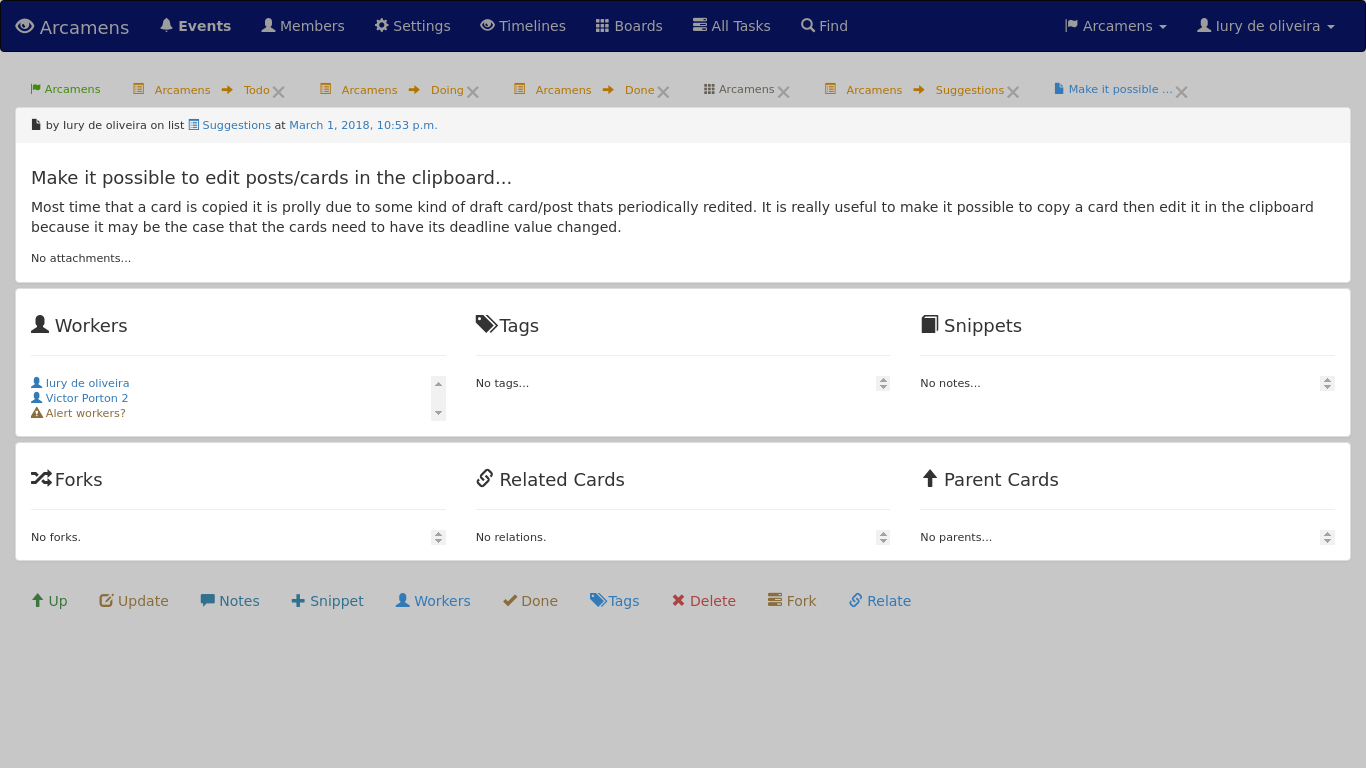 Arcamens Events Members Settings Timelines Boards All Tasks Find Arcamens Iury de oliveira
Arcamens Arcamens Todo Arcamens Doing Arcamens Done Arcamens Arcamens Suggestions Make it possible ...
by Iury de oliveira on list Suggestions at March 1, 2018, 10:53 p.m.
Make it possible to edit posts/cards in the clipboard...
Most time that a card is copied it is prolly due to some kind of draft card/post thats periodically redited. It is really useful to make it possible to copy a card then edit it in the clipboard
because it may be the case that the cards need to have its deadline value changed.
No attachments...
Workers Tags Snippets
Iury de oliveira No tags... No notes...
Victor Porton 2
Alert workers?
Forks Related Cards Parent Cards
No forks. No relations. No parents...
Up Update Notes Snippet Workers Done Tags Delete Fork Relate